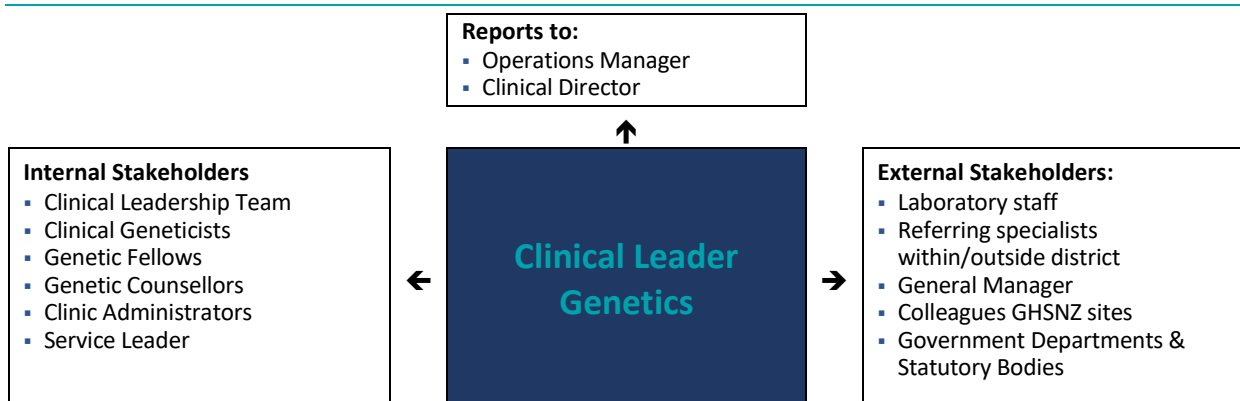 Reports to:
▪ Operations Manager
▪ Clinical Director
Internal Stakeholders
▪ Clinical Leadership Team
▪ Clinical Geneticists
▪ Genetic Fellows
▪ Genetic Counsellors
▪ Clinic Administrators
▪ Service Leader
Clinical Leader
Genetics
External Stakeholders:
▪ Laboratory staff
▪ Referring specialists
within/outside district
▪ General Manager
▪ Colleagues GHSNZ sites
▪ Government Departments &
Statutory Bodies